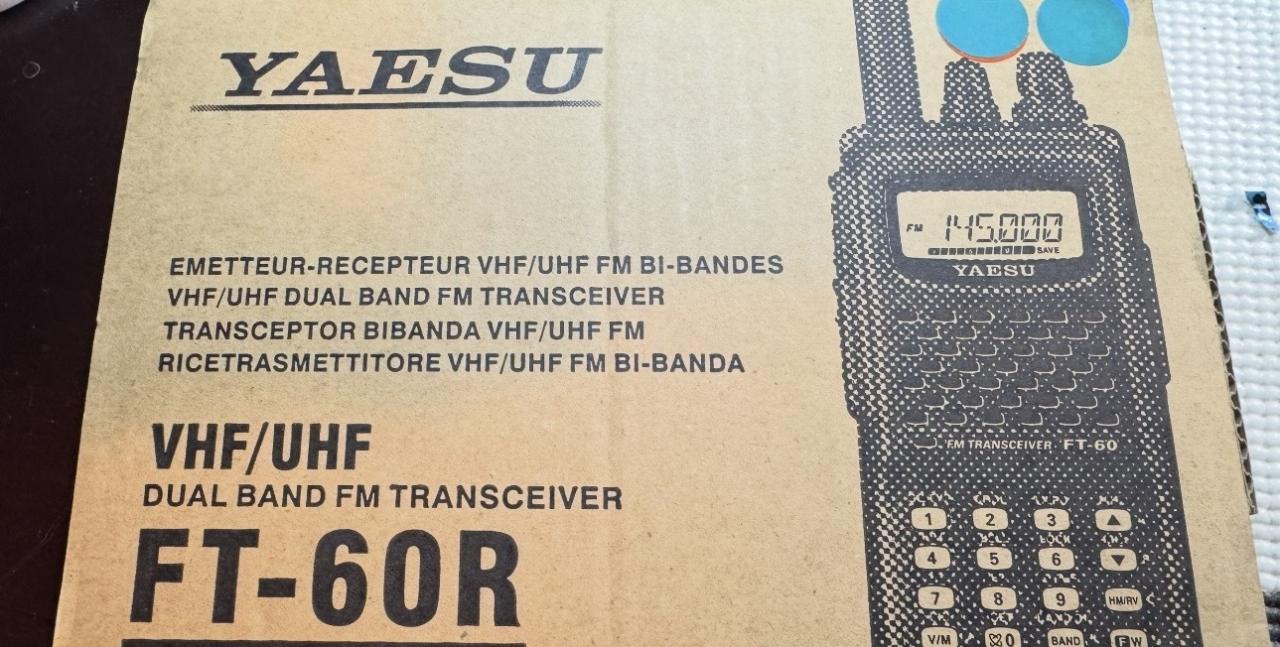 YAESU
EMETTEUR-RECEPTEUR VHF/UHF FM BI-BANDES
VHF/UHF DUAL BAND FM TRANSCEIVER
TRANSCEPTOR BIBANDA VHF/UHF FM
RICETRASMETTITORE VHF/UHF FM BI-BANDA
VHF/UHF
DUAL BAND FM TRANSCEIVER
FT-60R
FM 145.000
SAVE
YAESU
FM TRANSCEIVER FT-60
1 2 3 ▲
LOCK
4 5 6 ▼
7 8 9 HM/RV
V/M 0 BAND F W